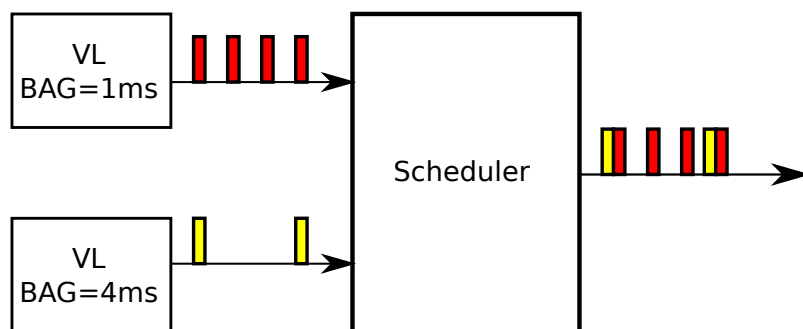 VL
BAG=1ms
Scheduler
VL
BAG=4ms